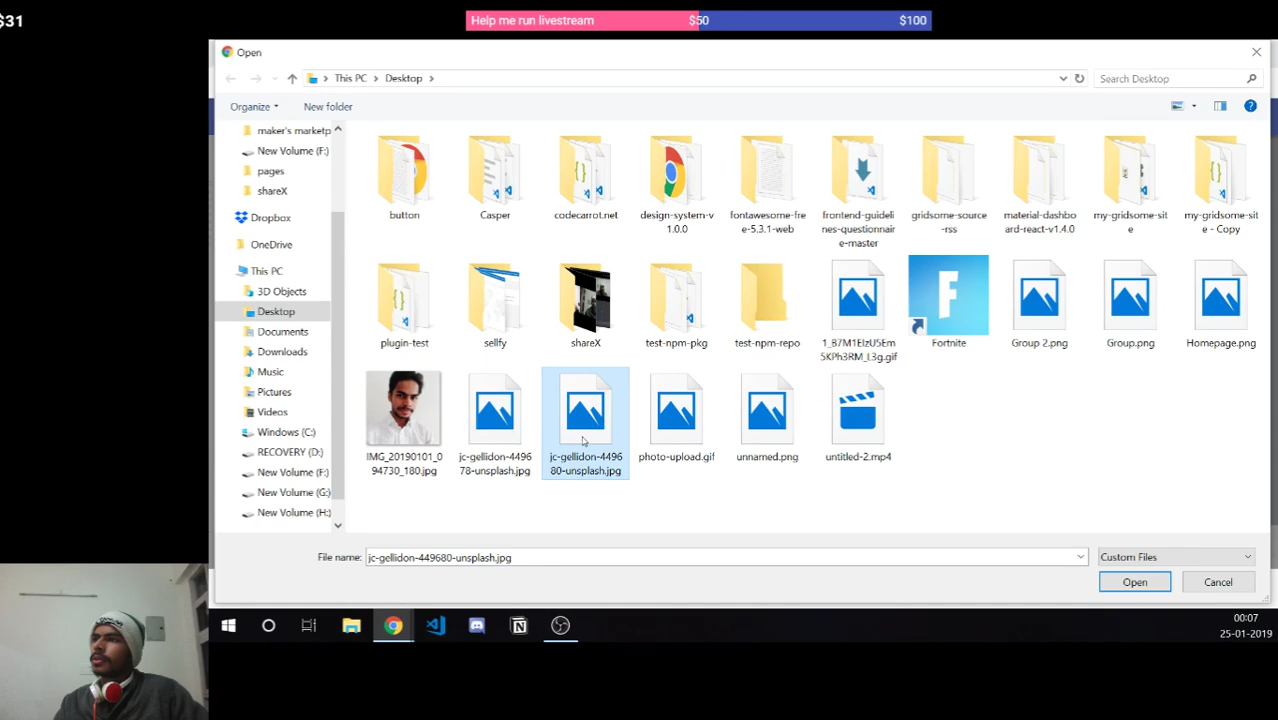 $31
Help me run livestream $50 $100
Open
This PC Desktop
Search Desktop
Organize New folder
maker's marketp
New Volume (F:)
pages
shareX
Dropbox
OneDrive
This PC
3D Objects
Desktop
Documents
Downloads
Music
Pictures
Videos
Windows (C:)
RECOVERY (D:)
New Volume (F:)
New Volume (G:)
New Volume (H:)
button
Casper
codecarrot.net
design-system-v
1.0.0
fontawesome-fre
e-5.3.1-web
frontend-guideli
nes-questionnair
e-master
gridsome-source
-rss
material-dashbo
ard-react-v1.4.0
my-gridsome-sit
e
my-gridsome-sit
e - Copy
plugin-test
sellfy
shareX
test-npm-pkg
test-npm-repo
1_B7M1EIzU5Em
5KPh3RM_L3g.gif
F
Fortnite
Group 2.png
Group.png
Homepage.png
IMG_20190101_0
94730_180.jpg
jc-gellidon-4496
78-unsplash.jpg
jc-gellidon-4496
80-unsplash.jpg
photo-upload.gif
unnamed.png
untitled-2.mp4
File name: jc-gellidon-449680-unsplash.jpg
Custom Files
Open Cancel
00:07
25-01-2019